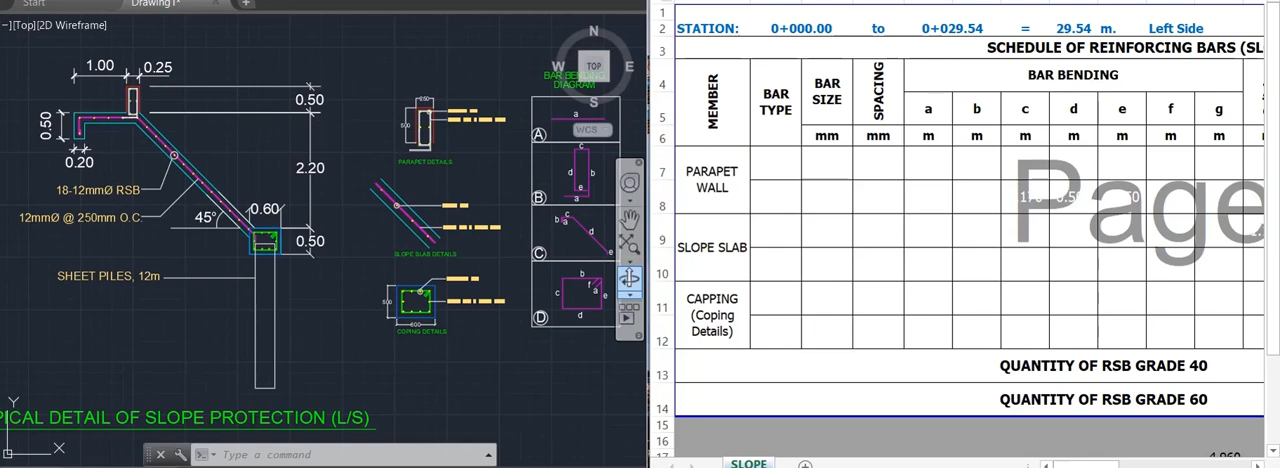 Start
Drawing1*
–][Top][2D Wireframe]
N
W
TOP
E
S
WCS
1.00
0.25
0.50
0.50
0.20
2.20
18-12mmØ RSB
12mmØ @ 250mm O.C
45°
0.60
0.50
SHEET PILES, 12m
PICAL DETAIL OF SLOPE PROTECTION (L/S)
Y
X
PARAPET DETAILS
SLOPE SLAB DETAILS
COPING DETAILS
BAR BENDING
DIAGRAM
a
A
c
d
b
e
a
B
b
c
a
d
e
C
b
c
f
a
e
d
D
Type a command
1
2
3
4
5
6
7
8
9
10
11
12
13
14
15
16
17
STATION: 0+000.00 to 0+029.54 = 29.54 m. Left Side
SCHEDULE OF REINFORCING BARS (SL
MEMBER
BAR TYPE
BAR SIZE
SPACING
BAR BENDING
a b c d e f g
mm mm m m m m m m m
PARAPET WALL
SLOPE SLAB
CAPPING (Coping Details)
Page
QUANTITY OF RSB GRADE 40
QUANTITY OF RSB GRADE 60
4.960
SLOPE